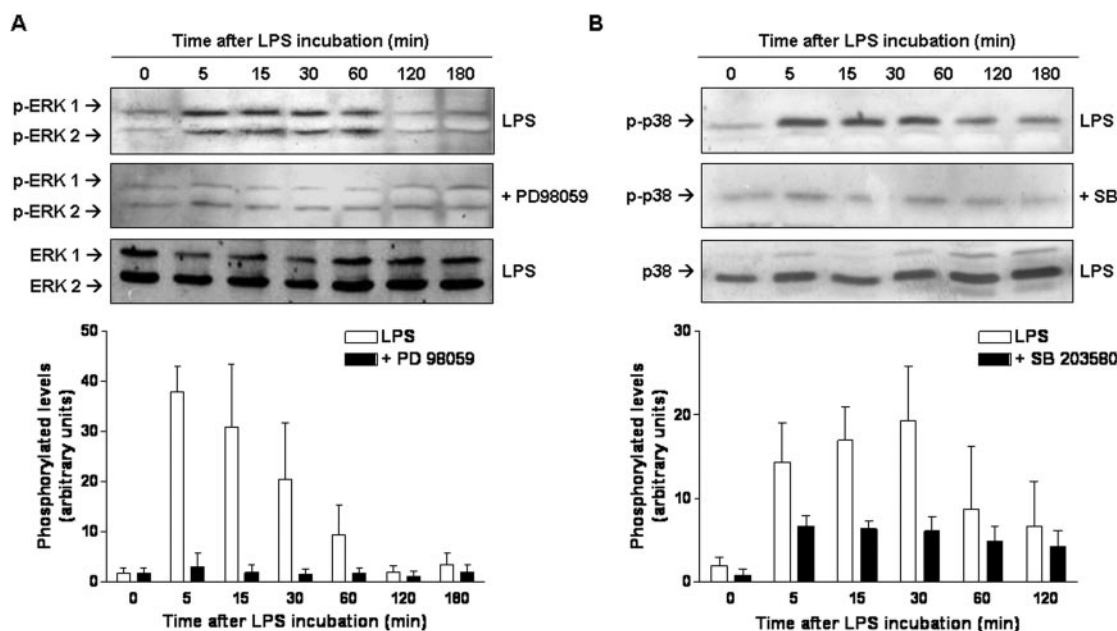 A
Time after LPS incubation (min)
0 5 15 30 60 120 180
p-ERK 1 →
p-ERK 2 →
LPS
p-ERK 1 →
p-ERK 2 →
+ PD98059
ERK 1 →
ERK 2 →
LPS
50
40
30
20
10
0
Phosphorylated levels
(arbitrary units)
LPS
+ PD 98059
0 5 15 30 60 120 180
Time after LPS incubation (min)
B
Time after LPS incubation (min)
0 5 15 30 60 120 180
p-p38 →
LPS
p-p38 →
+ SB
p38 →
LPS
30
20
10
0
Phosphorylated levels
(arbitrary units)
LPS
+ SB 203580
0 5 15 30 60 120
Time after LPS incubation (min)